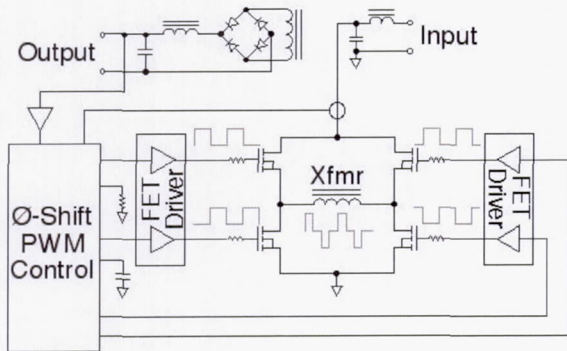 Output
Input
Xfmr
FET
Driver
FET
Driver
Ø-Shift
PWM
Control